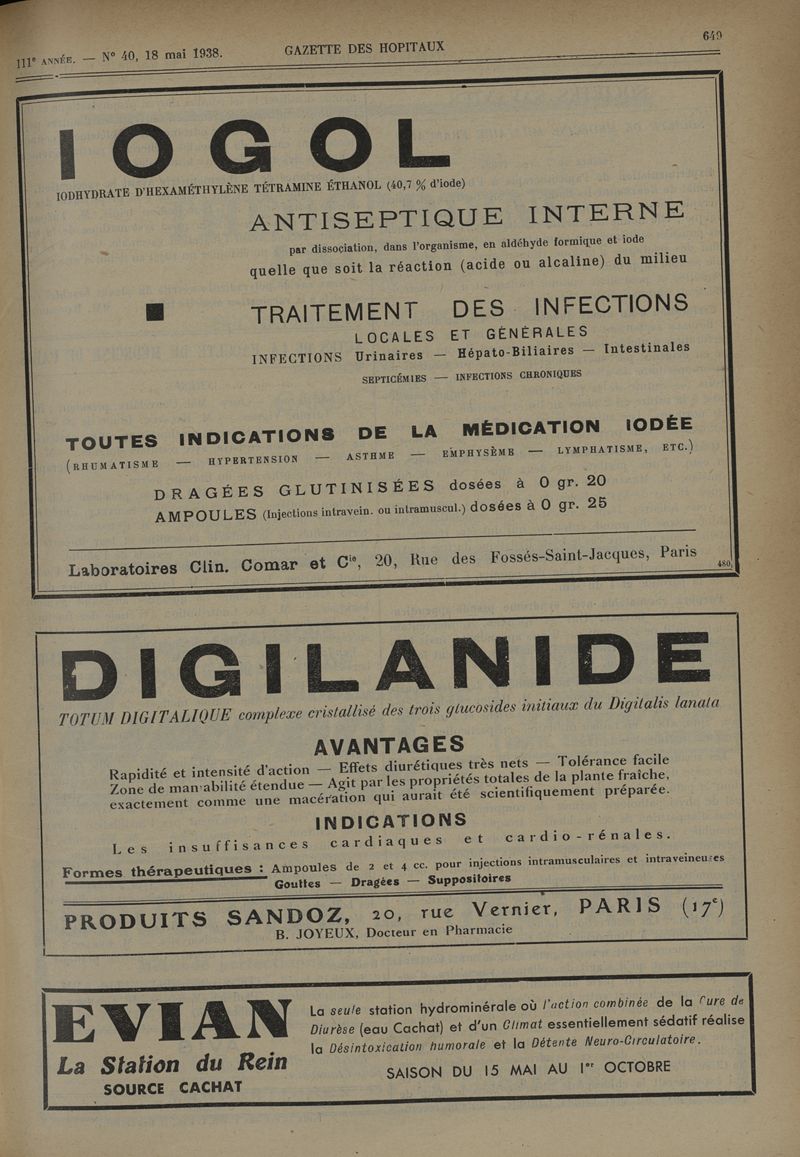 111e ANNÉE. — N° 40, 18 mai 1938. GAZETTE DES HOPITAUX 649
IOGOL
IODHYDRATE D'HEXAMÉTHYLÈNE TÉTRAMINE ÉTHANOL (40,7 % d'iode)
ANTISEPTIQUE INTERNE
par dissociation, dans l'organisme, en aldéhyde formique et iode
quelle que soit la réaction (acide ou alcaline) du milieu
■ TRAITEMENT DES INFECTIONS
LOCALES ET GÉNÉRALES
INFECTIONS Urinaires — Hépato-Biliaires — Intestinales
SEPTICÉMIES — INFECTIONS CHRONIQUES
TOUTES INDICATIONS DE LA MÉDICATION IODÉE
(RHUMATISME — HYPERTENSION — ASTHME — EMPHYSÈME — LYMPHATISME, ETC.)
DRAGÉES GLUTINISÉES dosées à 0 gr. 20
AMPOULES (Injections intravein. ou intramuscul.) dosées à 0 gr. 25
Laboratoires Clin. Comar et Cie, 20, Rue des Fossés-Saint-Jacques, Paris
480.
DIGILANIDE
TOTUM DIGITALIQUE complexe cristallisé des trois glucosides initiaux du Digitalis lanata
AVANTAGES
Rapidité et intensité d'action — Effets diurétiques très nets — Tolérance facile
Zone de maniabilité étendue — Agit par les propriétés totales de la plante fraîche,
exactement comme une macération qui aurait été scientifiquement préparée.
INDICATIONS
Les insuffisances cardiaques et cardio-rénales.
Formes thérapeutiques : Ampoules de 2 et 4 cc. pour injections intramusculaires et intraveineuses
Gouttes — Dragées — Suppositoires
PRODUITS SANDOZ, 20, rue Vernier, PARIS (17e)
B. JOYEUX, Docteur en Pharmacie
EVIAN
La Station du Rein
SOURCE CACHAT
La seule station hydrominérale où l'action combinée de la Cure de
Diurèse (eau Cachat) et d'un Climat essentiellement sédatif réalise
la Désintoxication humorale et la Détente Neuro-Circulatoire.
SAISON DU 15 MAI AU 1er OCTOBRE